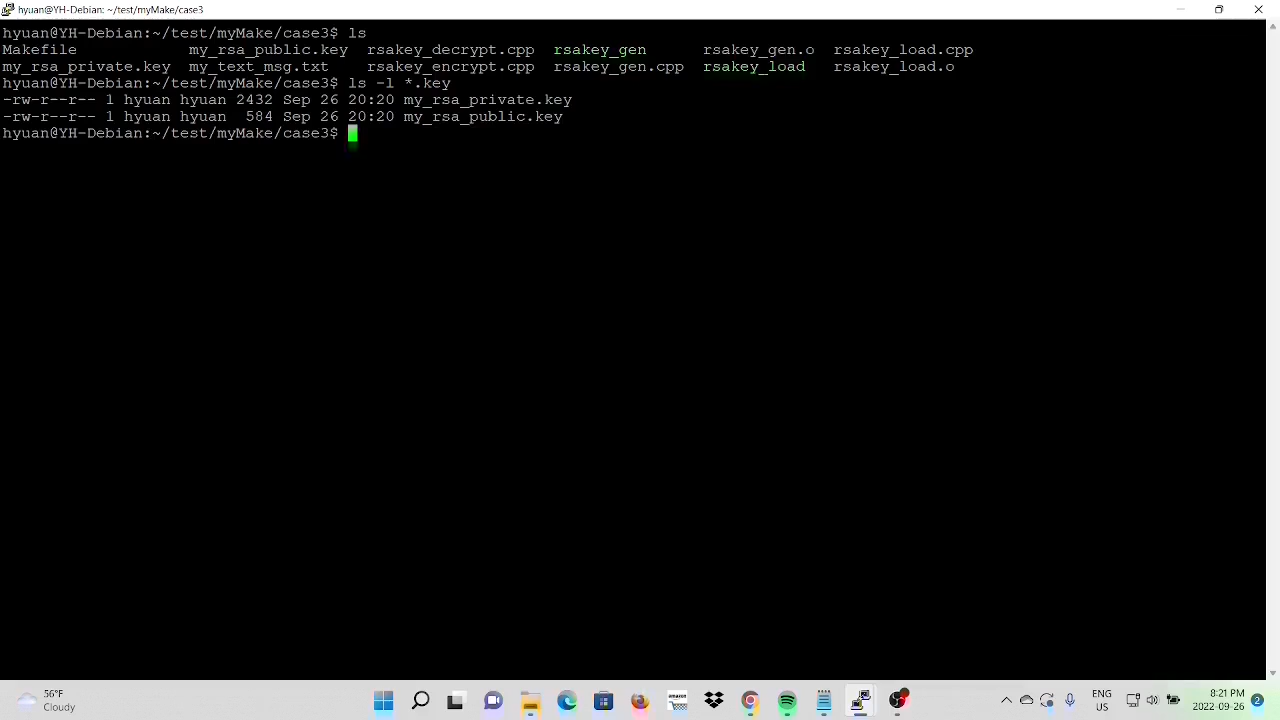 hyuan@YH-Debian: ~/test/myMake/case3
hyuan@YH-Debian:~/test/myMake/case3$ ls
Makefile my_rsa_public.key rsakey_decrypt.cpp rsakey_gen rsakey_gen.o rsakey_load.cpp
my_rsa_private.key my_text_msg.txt rsakey_encrypt.cpp rsakey_gen.cpp rsakey_load rsakey_load.o
hyuan@YH-Debian:~/test/myMake/case3$ ls -l *.key
-rw-r--r-- 1 hyuan hyuan 2432 Sep 26 20:20 my_rsa_private.key
-rw-r--r-- 1 hyuan hyuan 584 Sep 26 20:20 my_rsa_public.key
hyuan@YH-Debian:~/test/myMake/case3$
56°F
Cloudy
amazon
ENG
US
8:21 PM
2022-09-26
2